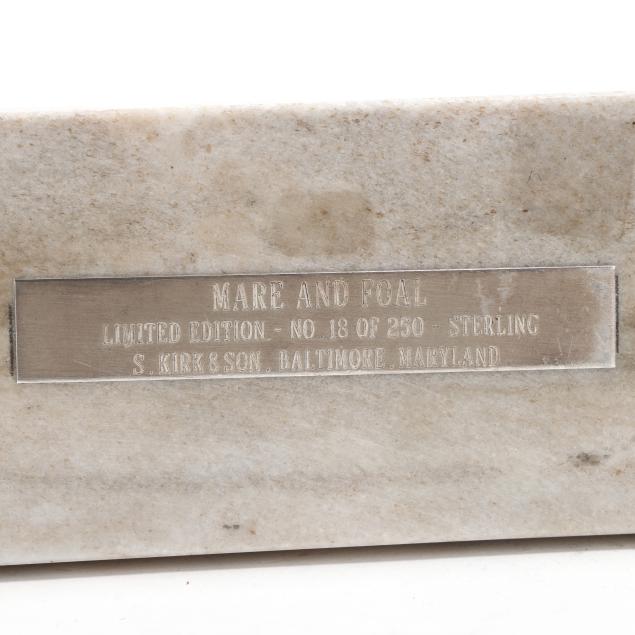 MARE AND FOAL
LIMITED EDITION - NO. 18 OF 250 - STERLING
S. KIRK & SON. BALTIMORE. MARYLAND